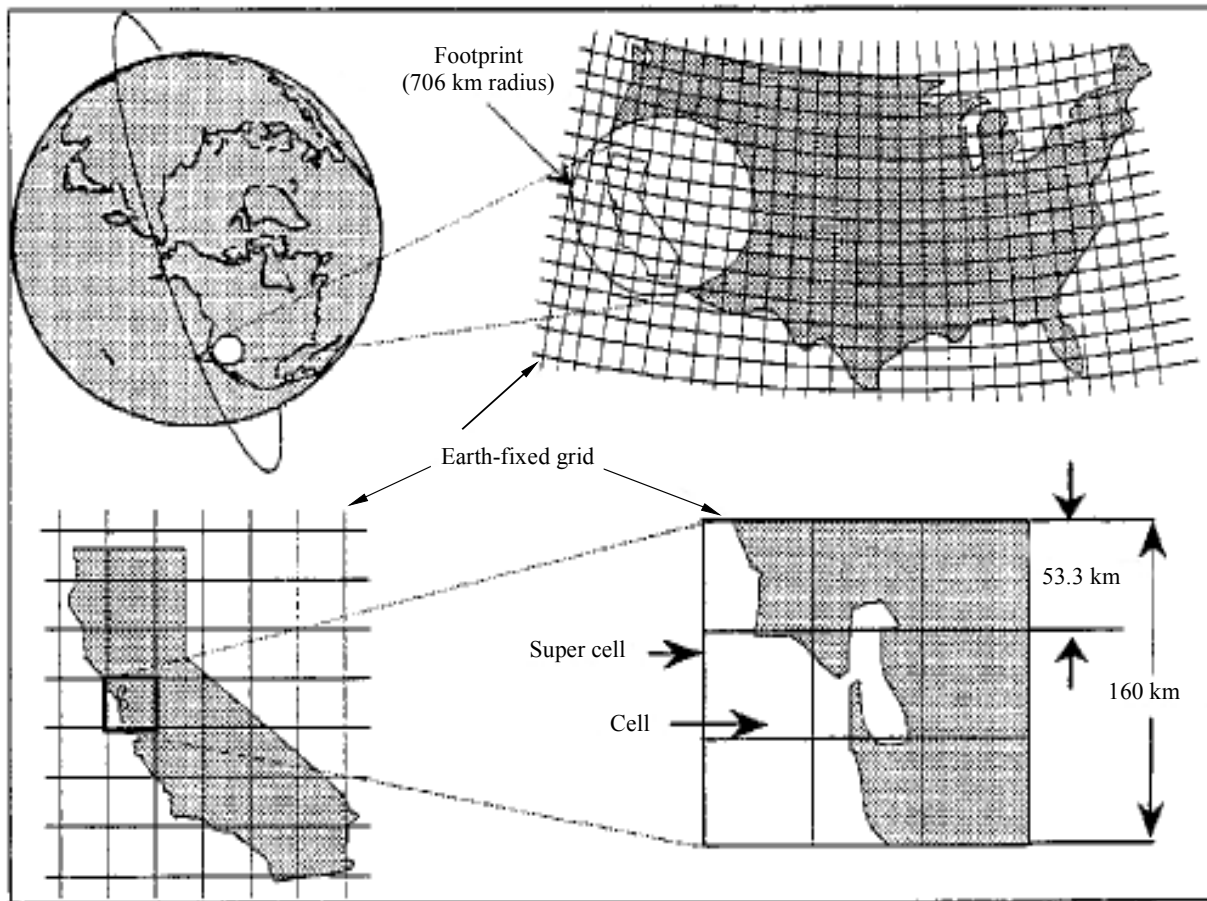 Footprint
(706 km radius)
Earth-fixed grid
53.3 km
Super cell
160 km
Cell